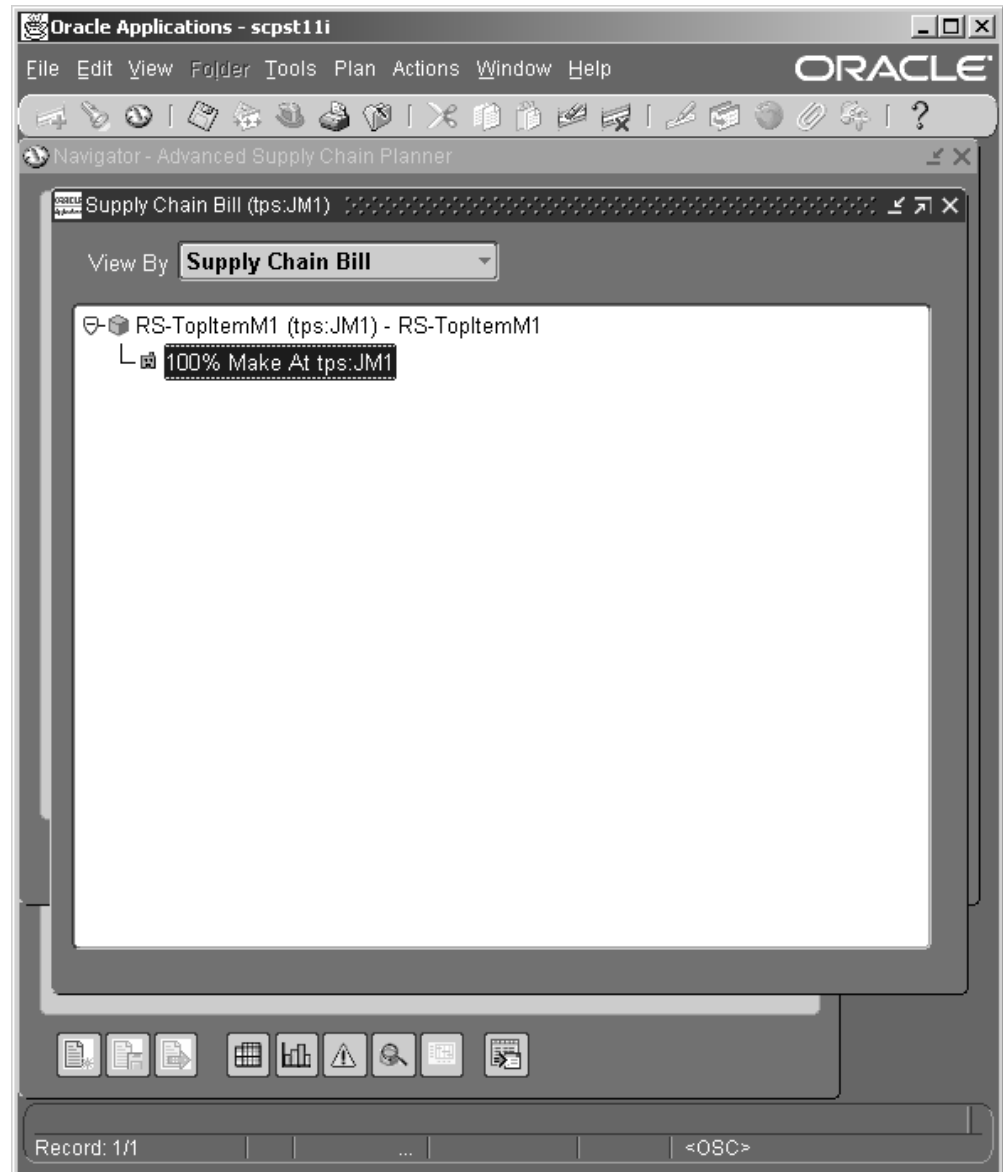 Oracle Applications - scpst11i
File Edit View Folder Tools Plan Actions Window Help
ORACLE
?
Navigator - Advanced Supply Chain Planner
Supply Chain Bill (tps:JM1)
View By Supply Chain Bill
RS-TopItemM1 (tps:JM1) - RS-TopItemM1
100% Make At tps:JM1
Record: 1/1 ... <OSC>